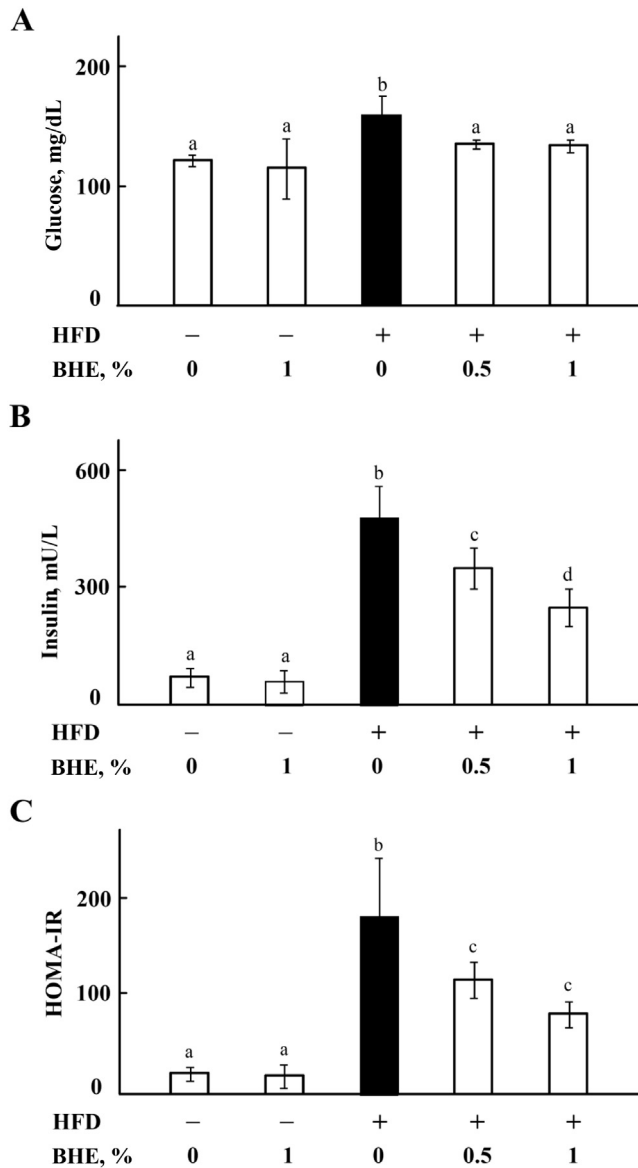 A
200
b
a a a a
Glucose, mg/dL
100
0
HFD – – + + +
BHE, % 0 1 0 0.5 1
B
600
b
c
d
a a
Insulin, mU/L
300
0
HFD – – + + +
BHE, % 0 1 0 0.5 1
C
b
200
c
c
a a
HOMA-IR
100
0
HFD – – + + +
BHE, % 0 1 0 0.5 1